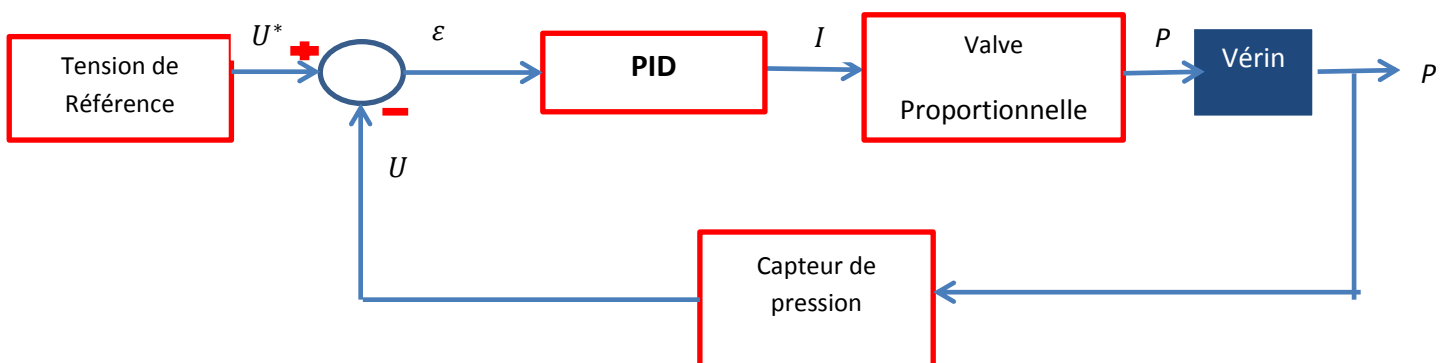 Tension de
Référence
U*
ε
PID
I
Valve
Proportionnelle
P
Vérin
P
U
Capteur de
pression